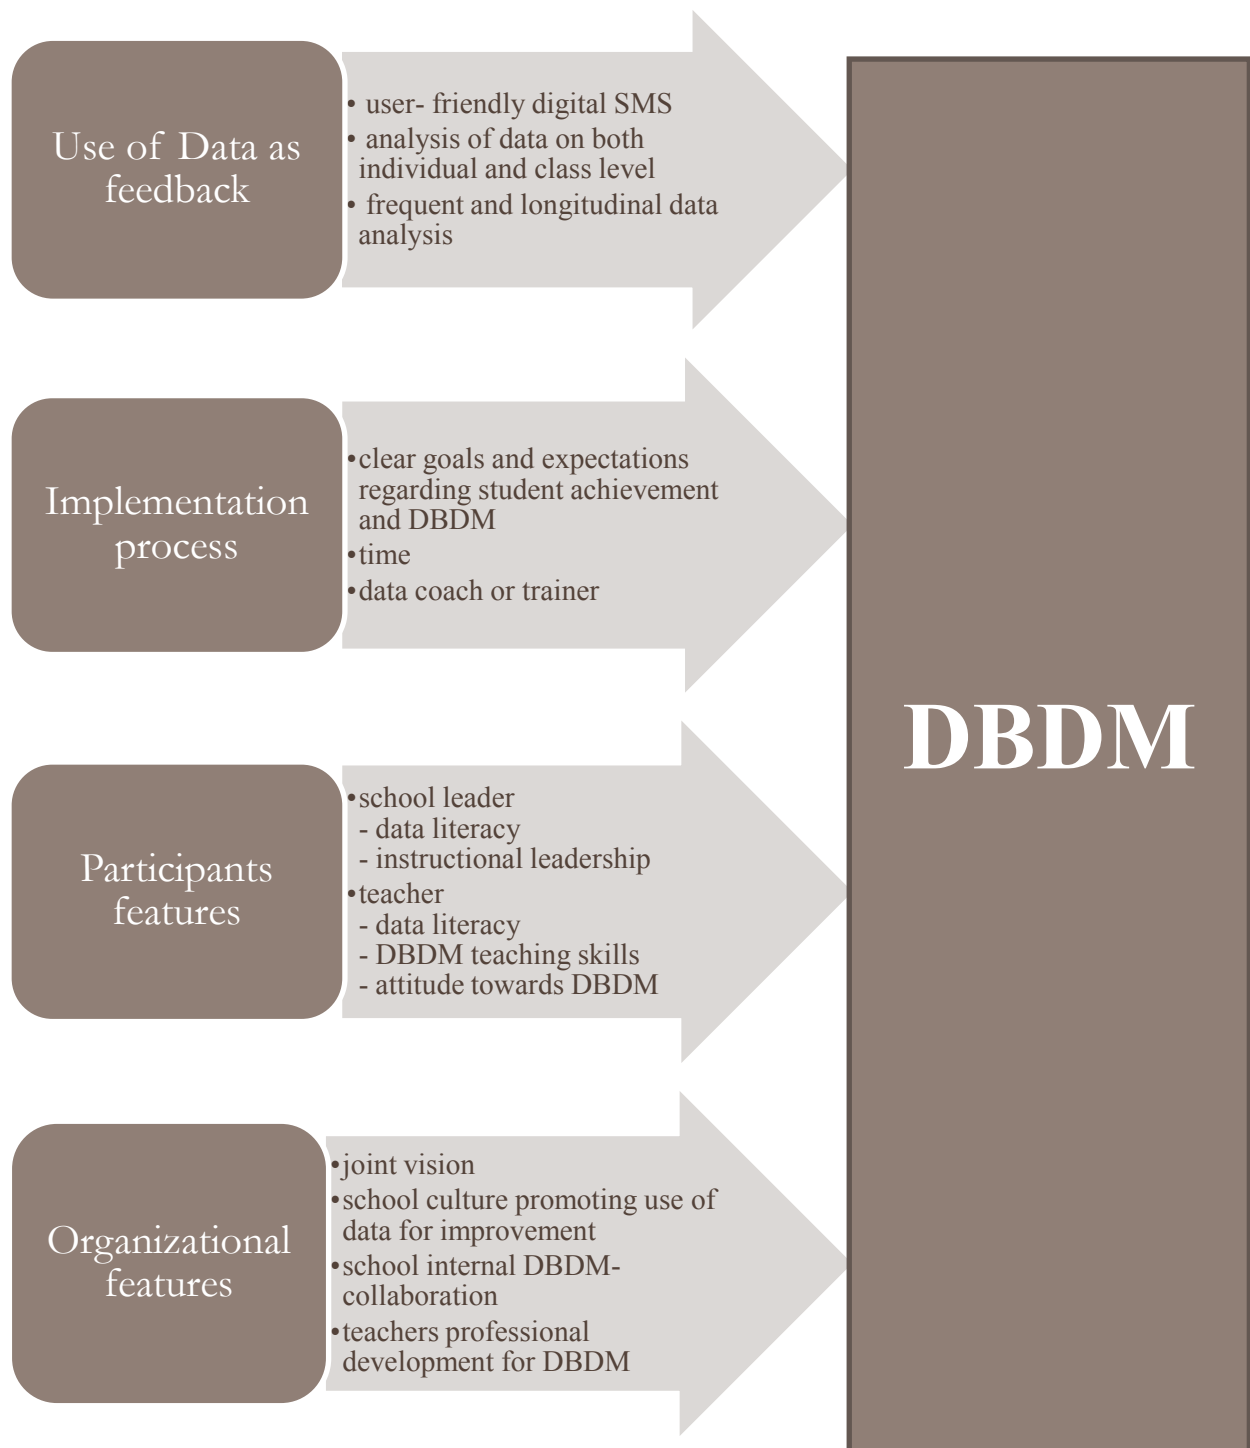 Use of Data as
feedback
• user- friendly digital SMS
• analysis of data on both
individual and class level
• frequent and longitudinal data
analysis
Implementation
process
•clear goals and expectations
regarding student achievement
and DBDM
•time
•data coach or trainer
DBDM
Participants
features
•school leader
- data literacy
- instructional leadership
•teacher
- data literacy
- DBDM teaching skills
- attitude towards DBDM
Organizational
features
•joint vision
•school culture promoting use of
data for improvement
•school internal DBDM-
collaboration
•teachers professional
development for DBDM